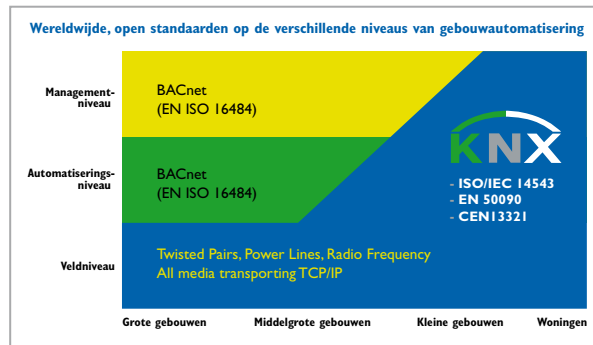 Wereldwijde, open standaarden op de verschillende niveaus van gebouwautomatisering
Management-
niveau
BACnet
(EN ISO 16484)
KNX
- ISO/IEC 14543
- EN 50090
- CEN13321
Automatiserings-
niveau
BACnet
(EN ISO 16484)
Veldniveau
Twisted Pairs, Power Lines, Radio Frequency
All media transporting TCP/IP
Grote gebouwen
Middelgrote gebouwen
Kleine gebouwen
Woningen